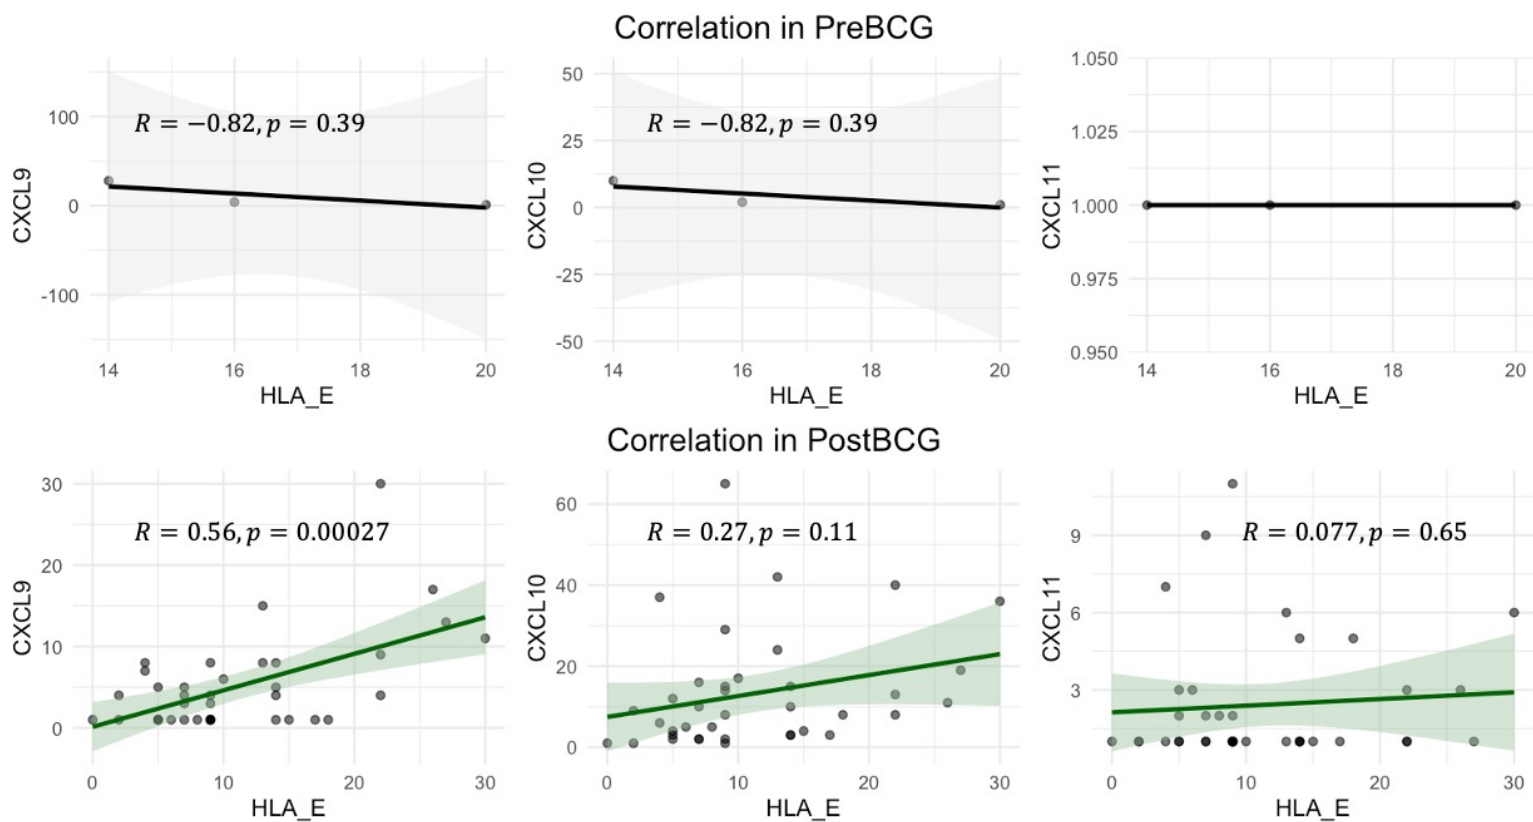 Correlation in PreBCG
CXCL9
100
0
-100
R = −0.82, p = 0.39
14 16 18 20
HLA_E
CXCL10
50
25
0
-25
-50
R = −0.82, p = 0.39
14 16 18 20
HLA_E
CXCL11
1.050
1.025
1.000
0.975
0.950
14 16 18 20
HLA_E
Correlation in PostBCG
CXCL9
30
20
10
0
R = 0.56, p = 0.00027
0 10 20 30
HLA_E
CXCL10
60
40
20
0
R = 0.27, p = 0.11
0 10 20 30
HLA_E
CXCL11
9
6
3
R = 0.077, p = 0.65
0 10 20 30
HLA_E